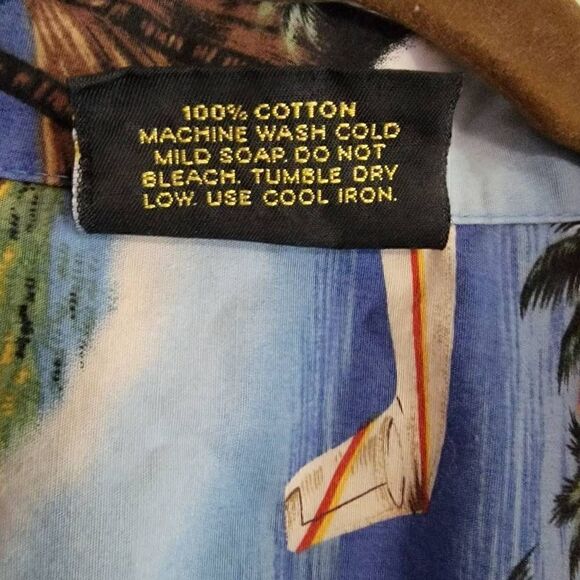 100% COTTON
MACHINE WASH COLD
MILD SOAP. DO NOT
BLEACH. TUMBLE DRY
LOW. USE COOL IRON.